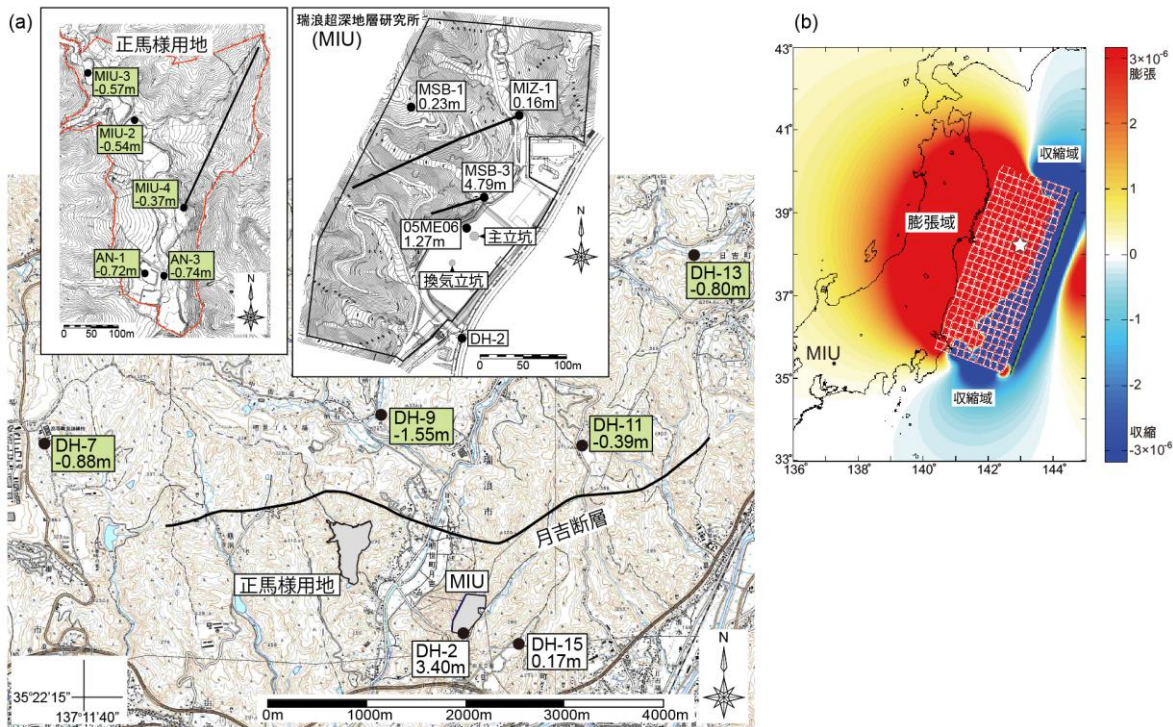 (a)
正馬様用地
MIU-3
-0.57m
MIU-2
-0.54m
MIU-4
-0.37m
AN-1
-0.72m
AN-3
-0.74m
N
0 50 100m
瑞浪超深地層研究所
(MIU)
MSB-1
0.23m
MIZ-1
0.16m
MSB-3
4.79m
05ME06
1.27m
主立坑
換気立坑
DH-2
N
0 50 100m
日吉町
DH-13
-0.80m
DH-7
-0.88m
DH-9
-1.55m
DH-11
-0.39m
月吉断層
正馬様用地
MIU
DH-2
3.40m
DH-15
0.17m
N
35°22'15"
137°11'40"
0m 1000m 2000m 3000m 4000m
(b)
43°
41°
39°
37°
35°
33°
136° 138° 140° 142° 144°
収縮域
膨張域
MIU
収縮域
3×10⁻⁶
膨張
2
1
0
-1
-2
収縮
-3×10⁻⁶